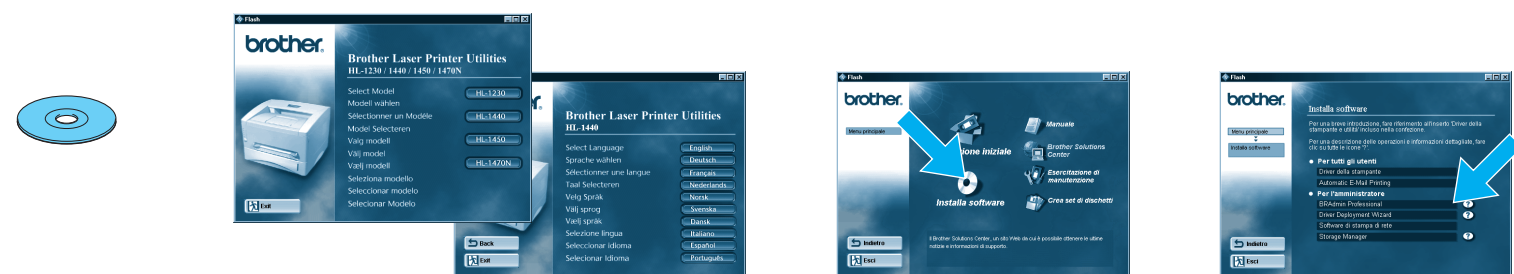 Flash
brother.
Brother Laser Printer Utilities
HL-1230 / 1440 / 1450 / 1470N
Select Model
HL-1230
Modell wählen
Sélectionner un Modèle
HL-1440
Model Selecteren
Valg modell
HL-1450
Välj model
Vælj modell
HL-1470N
Seleziona modello
Seleccionar modelo
Selecionar Modelo
Exit
Brother Laser Printer Utilities
HL-1440
Select Language
English
Sprache wählen
Deutsch
Sélectionner une langue
Français
Taal Selecteren
Nederlands
Velg Språk
Norsk
Välj sprog
Svenska
Vælj språk
Dansk
Selezione lingua
Italiano
Seleccionar idioma
Español
Selecionar Idioma
Português
Back
Exit
Flash
brother.
Menu principale
Manuale
zione iniziale
Brother Solutions
Center
Esercitazione di
manutenzione
Installa software
Crea set di dischetti
Indietro
Esci
Il Brother Solutions Center, un sito Web da cui è possibile ottenere le ultime
notizie e informazioni di supporto.
Flash
brother.
Menu principale
Installa software
Installa software
Per una breve introduzione, fare riferimento all'inserto 'Driver della
stampante e utilità' incluso nella confezione.
Per una descrizione delle operazioni e informazioni dettagliate, fare
clic su tutte le icone '?'.
Per tutti gli utenti
Driver della stampante
Automatic E-Mail Printing
Per l'amministratore
BRAdmin Professional
?
Driver Deployment Wizard
?
Software di stampa di rete
Storage Manager
?
Indietro
Esci